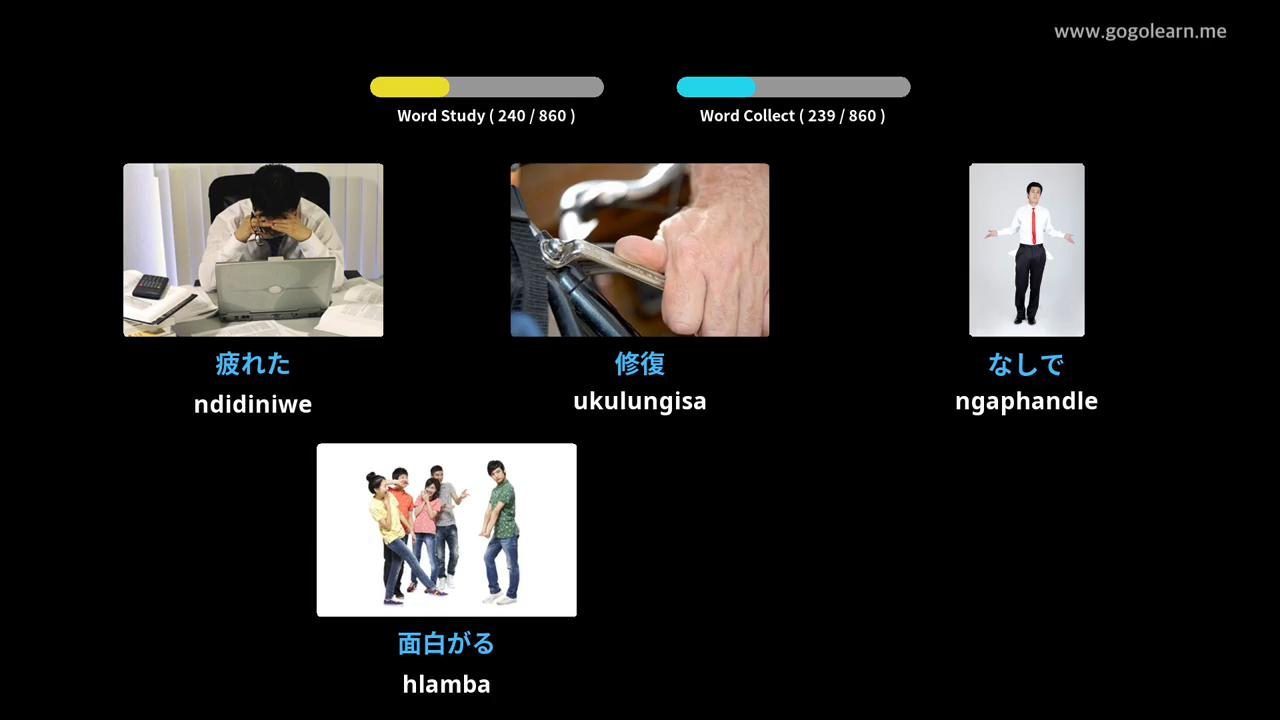 www.gogolearn.me
Word Study ( 240 / 860 )
Word Collect ( 239 / 860 )
疲れた
ndidiniwe
修復
ukulungisa
なしで
ngaphandle
面白がる
hlamba